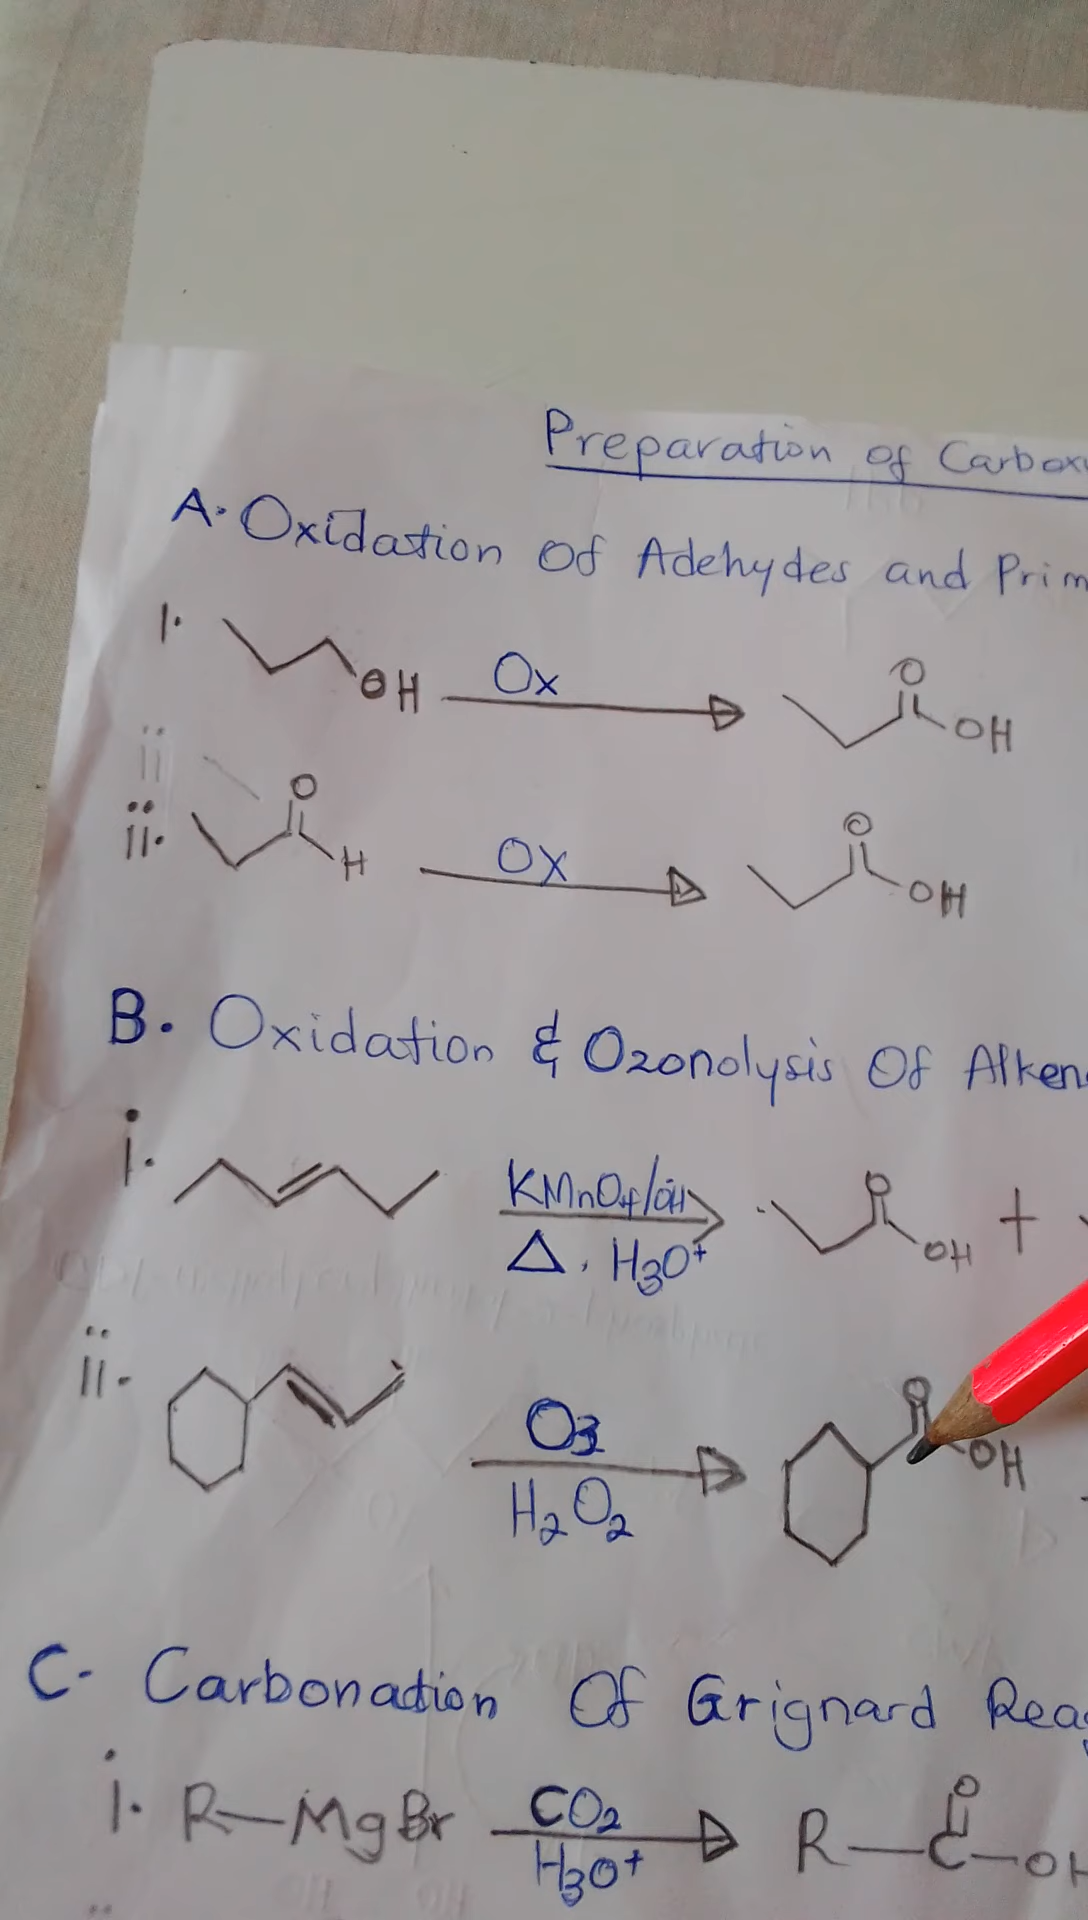 Preparation of Carbox
A. Oxidation Of Adehydes and Prim
1. OH Ox O OH
ii
ii. O H OX O OH
B. Oxidation & Ozonolysis Of Alken
i. KMnO4/OH O OH +
Δ, H3O+
ii. O3 O OH
H2O2
C- Carbonation Of Grignard Rea
i. R-MgBr CO2 R-C-OH O
H3O+